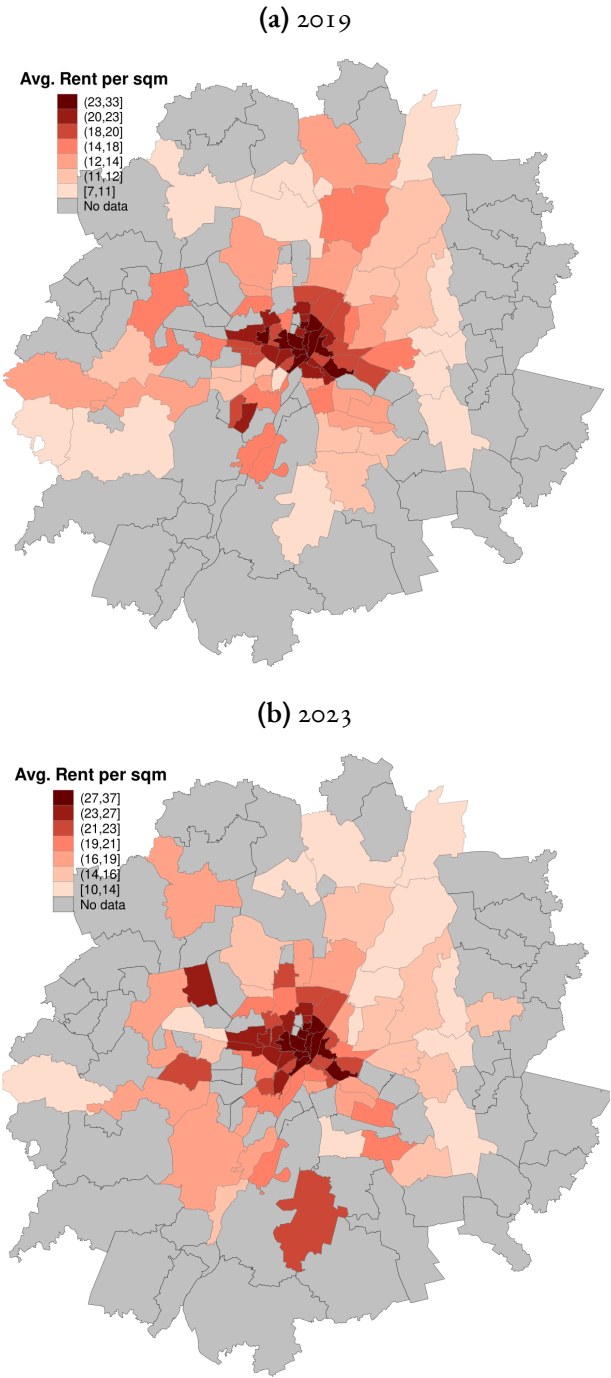 (a) 2019
Avg. Rent per sqm
(23,33]
(20,23]
(18,20]
(14,18]
(12,14]
(11,12]
[7,11]
No data
(b) 2023
Avg. Rent per sqm
(27,37]
(23,27]
(21,23]
(19,21]
(16,19]
(14,16]
[10,14]
No data